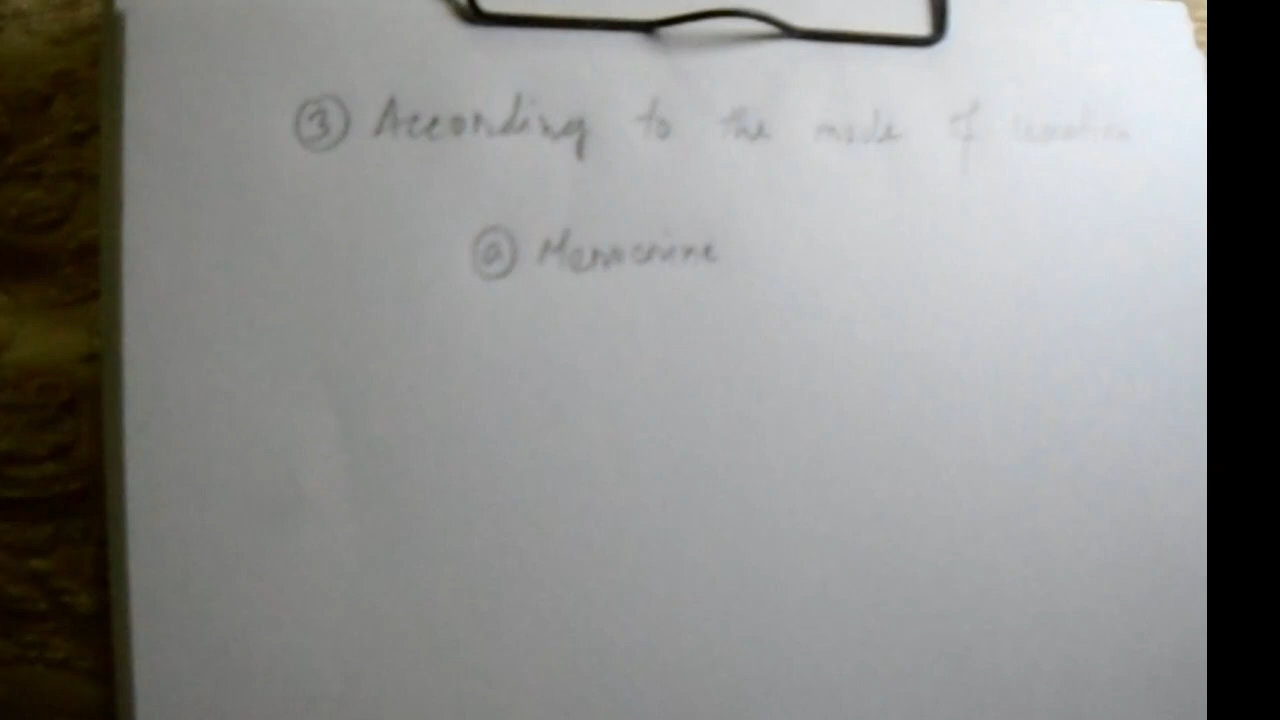 ③ According to the mode of
ⓐ Merocrine